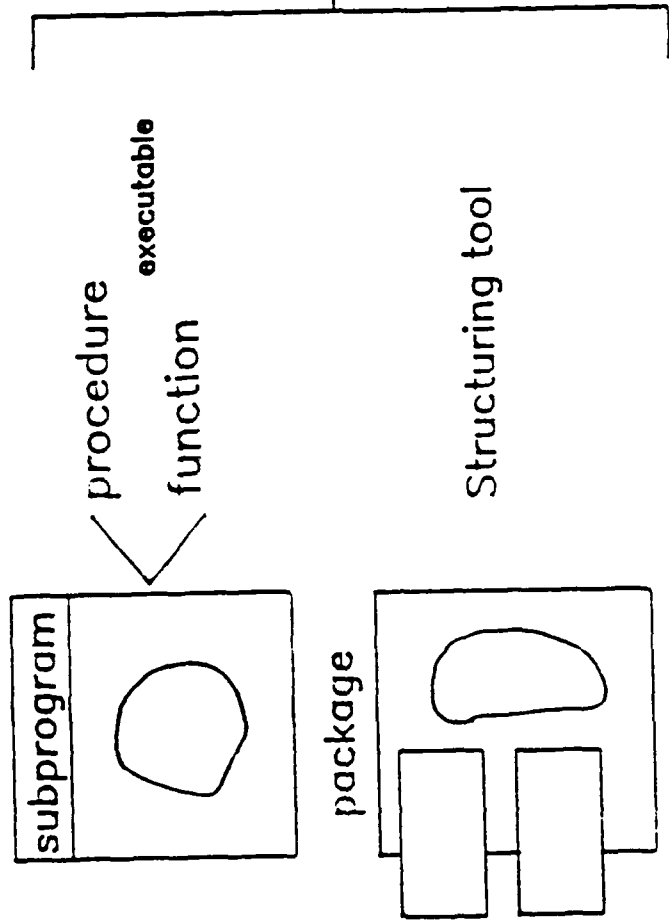 subprogram
procedure
executable
function
package
Structuring tool